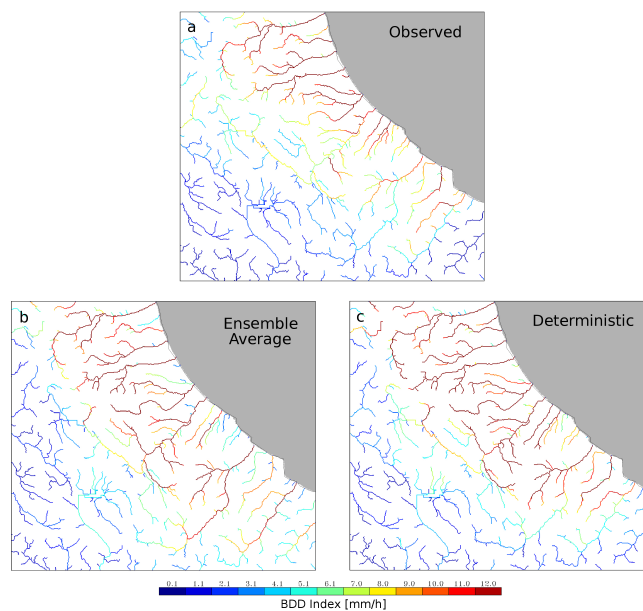 a
Observed
b
Ensemble
Average
c
Deterministic
0.1 1.1 2.1 3.1 4.1 5.1 6.1 7.0 8.0 9.0 10.0 11.0 12.0
BDD Index [mm/h]